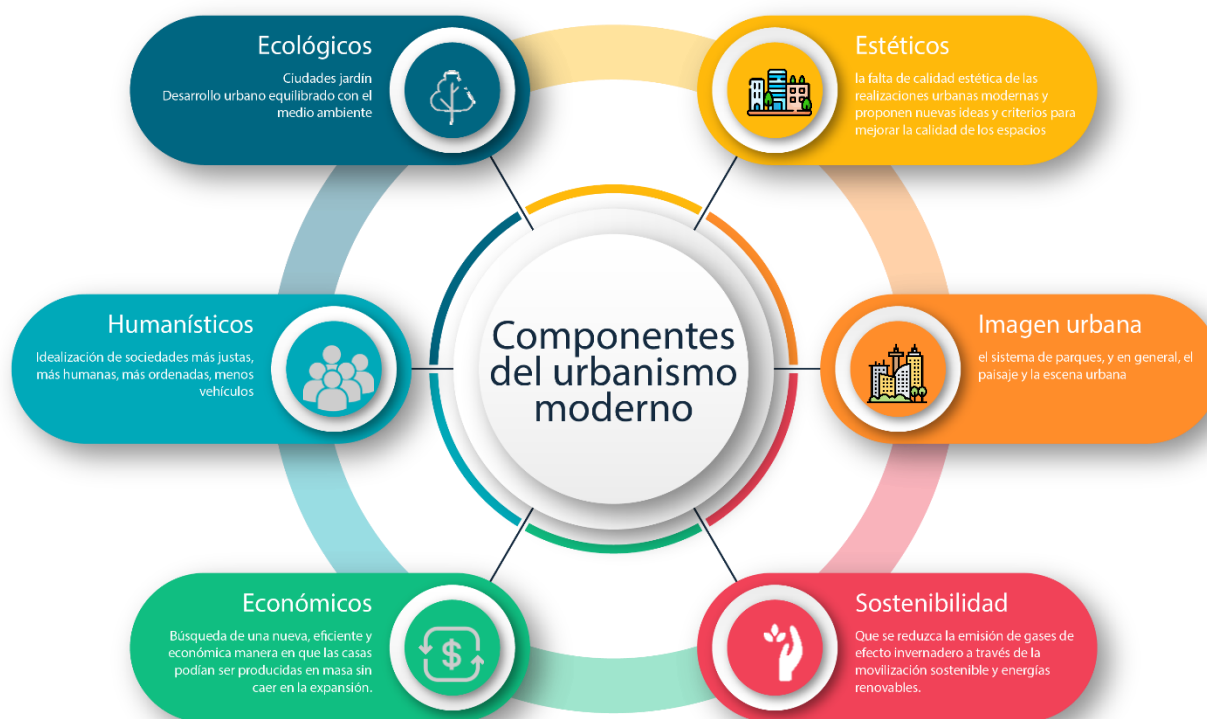 Ecológicos
Ciudades jardín
Desarrollo urbano equilibrado con el
medio ambiente
Estéticos
la falta de calidad estética de las
realizaciones urbanas modernas y
proponen nuevas ideas y criterios para
mejorar la calidad de los espacios
Humanísticos
Idealización de sociedades más justas,
más humanas, más ordenadas, menos
vehículos
Componentes
del urbanismo
moderno
Imagen urbana
el sistema de parques, y en general, el
paisaje y la escena urbana
Económicos
Búsqueda de una nueva, eficiente y
económica manera en que las casas
podían ser producidas en masa sin
caer en la expansión.
$
Sostenibilidad
Que se reduzca la emisión de gases de
efecto invernadero a través de la
movilización sostenible y energías
renovables.